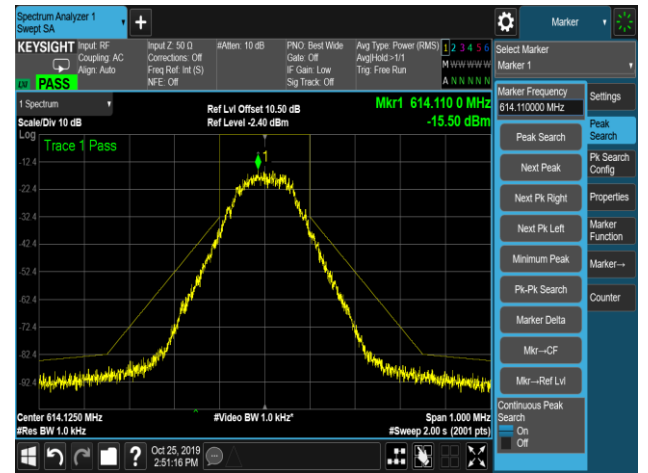 Spectrum Analyzer 1
Swept SA
Marker
KEYSIGHT
Input: RF
Coupling: AC
Align: Auto
Input Z: 50 Ω
Corrections: Off
Freq Ref: Int (S)
NFE: Off
#Atten: 10 dB
PNO: Best Wide
Gate: Off
IF Gain: Low
Sig Track: Off
Avg Type: Power (RMS)
Avg|Hold:>1/1
Trig: Free Run
1 2 3 4 5 6
M W W W W W
A N N N N N
PASS
Select Marker
Marker 1
1 Spectrum
Scale/Div 10 dB
Log
Ref Lvl Offset 10.50 dB
Ref Level -2.40 dBm
Mkr1 614.110 0 MHz
-15.50 dBm
Trace 1 Pass
1
-12.4
-22.4
-32.4
-42.4
-52.4
-62.4
-72.4
-82.4
-92.4
Center 614.1250 MHz
#Res BW 1.0 kHz
#Video BW 1.0 kHz*
Span 1.000 MHz
#Sweep 2.00 s (2001 pts)
Marker Frequency
614.110000 MHz
Peak Search
Next Peak
Next Pk Right
Next Pk Left
Minimum Peak
Pk-Pk Search
Marker Delta
Mkr→CF
Mkr→Ref Lvl
Continuous Peak
Search
On
Off
Settings
Peak
Search
Pk Search
Config
Properties
Marker
Function
Marker→
Counter
Oct 25, 2019
2:51:16 PM